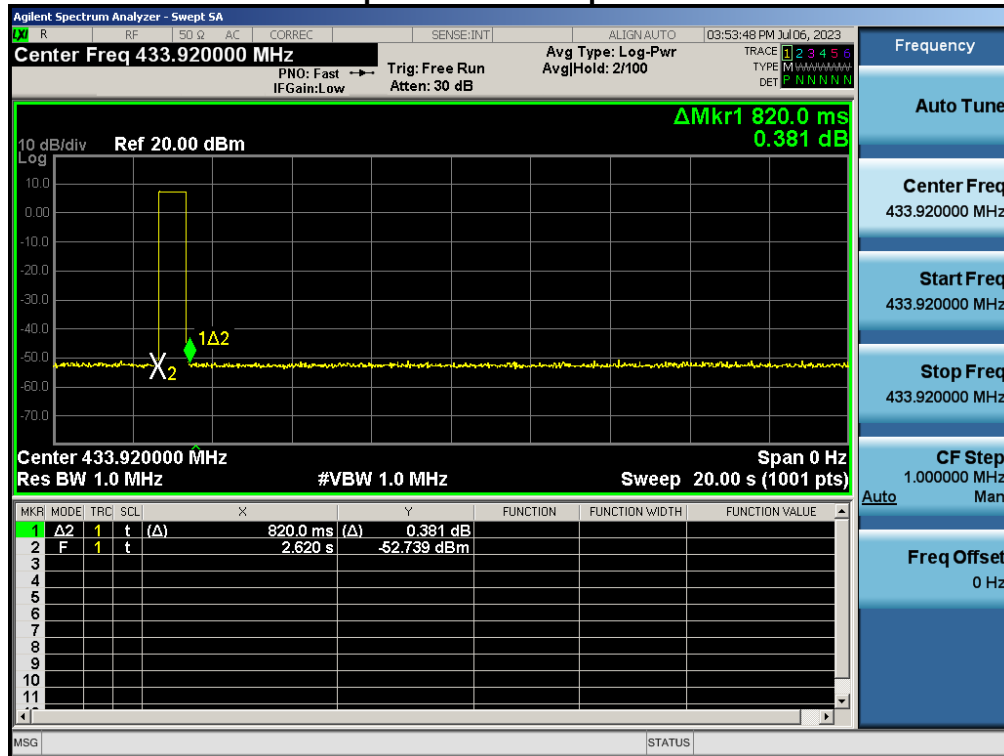 Agilent Spectrum Analyzer - Swept SA
LXI R RF 50 Ω AC CORREC SENSE:INT ALIGN AUTO 03:53:48 PM Jul 06, 2023
Center Freq 433.920000 MHz
PNO: Fast
IFGain:Low
Trig: Free Run
Atten: 30 dB
Avg Type: Log-Pwr
Avg|Hold: 2/100
TRACE 1 2 3 4 5 6
TYPE M W W W W W
DET P N N N N N
ΔMkr1 820.0 ms
0.381 dB
10 dB/div
Log
Ref 20.00 dBm
10.0
0.00
-10.0
-20.0
-30.0
-40.0
-50.0
-60.0
-70.0
1Δ2
X2
Center 433.920000 MHz
Span 0 Hz
Res BW 1.0 MHz
#VBW 1.0 MHz
Sweep 20.00 s (1001 pts)
MKR MODE TRC SCL X Y FUNCTION FUNCTION WIDTH FUNCTION VALUE
1 Δ2 1 t (Δ) 820.0 ms (Δ) 0.381 dB
2 F 1 t 2.620 s -52.739 dBm
3
4
5
6
7
8
9
10
11
MSG
STATUS
Frequency
Auto Tune
Center Freq
433.920000 MHz
Start Freq
433.920000 MHz
Stop Freq
433.920000 MHz
CF Step
1.000000 MHz
Auto Man
Freq Offset
0 Hz